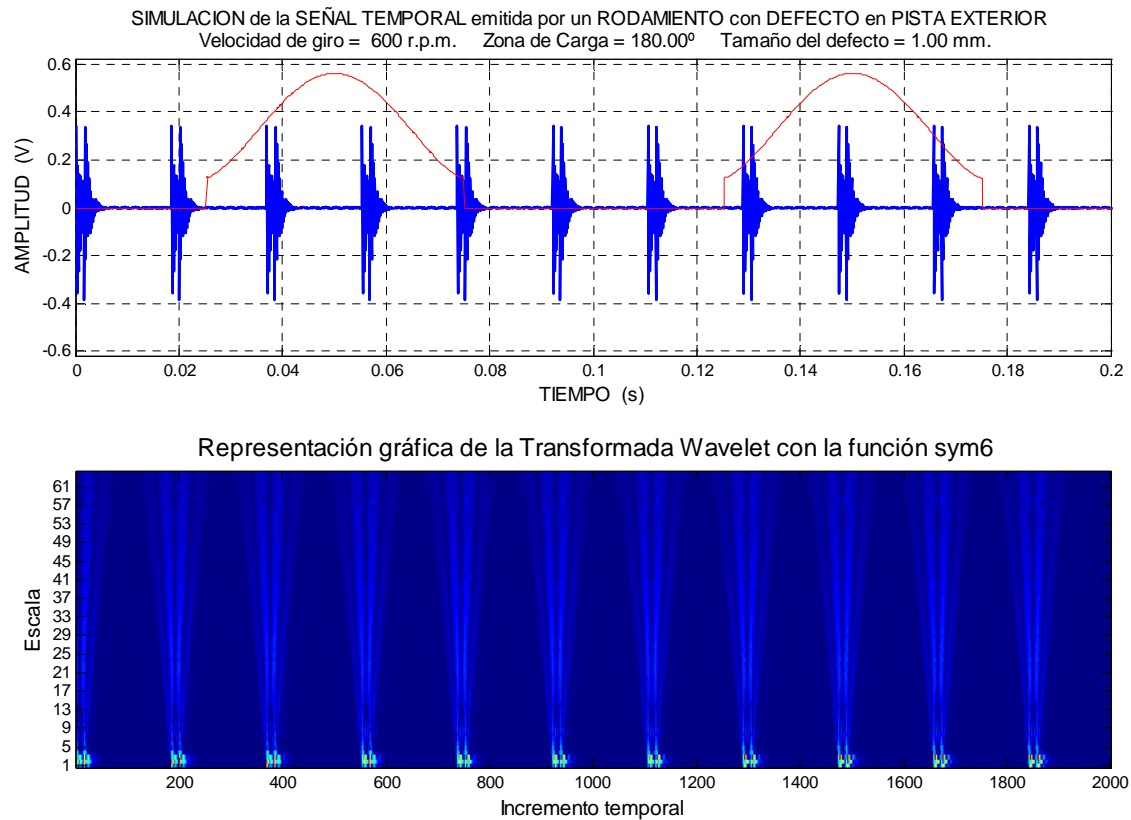 SIMULACION de la SEÑAL TEMPORAL emitida por un RODAMIENTO con DEFECTO en PISTA EXTERIOR
Velocidad de giro = 600 r.p.m. Zona de Carga = 180.00º Tamaño del defecto = 1.00 mm.
AMPLITUD (V)
0.6
0.4
0.2
0
-0.2
-0.4
-0.6
0 0.02 0.04 0.06 0.08 0.1 0.12 0.14 0.16 0.18 0.2
TIEMPO (s)
Representación gráfica de la Transformada Wavelet con la función sym6
Escala
61
57
53
49
45
41
37
33
29
25
21
17
13
9
5
1
200 400 600 800 1000 1200 1400 1600 1800 2000
Incremento temporal